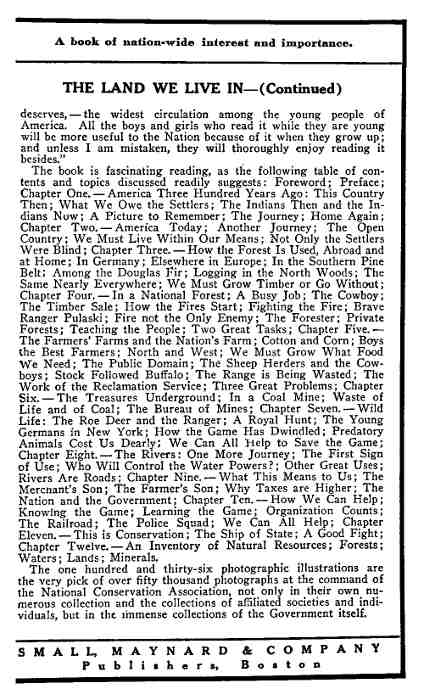 A book of nation-wide interest and importance.
THE LAND WE LIVE IN—(Continued)
deserves,—the widest circulation among the young people of
America. All the boys and girls who read it while they are young
will be more useful to the Nation because of it when they grow up;
and unless I am mistaken, they will thoroughly enjoy reading it
besides."
The book is fascinating reading, as the following table of con-
tents and topics discussed readily suggests: Foreword; Preface;
Chapter One.—America Three Hundred Years Ago: This Country
Then; What We Owe the Settlers; The Indians Then and the In-
dians Now; A Picture to Remember; The Journey; Home Again;
Chapter Two.—America Today; Another Journey; The Open
Country; We Must Live Within Our Means; Not Only the Settlers
Were Blind; Chapter Three.—How the Forest Is Used, Abroad and
at Home; In Germany; Elsewhere in Europe; In the Southern Pine
Belt; Among the Douglas Fir; Logging in the North Woods; The
Same Nearly Everywhere; We Must Grow Timber or Go Without;
Chapter Four.—In a National Forest; A Busy Job; The Cowboy;
The Timber Sale; How the Fires Start; Fighting the Fire; Brave
Ranger Pulaski; Fire not the Only Enemy; The Forester; Private
Forests; Teaching the People; Two Great Tasks; Chapter Five.—
The Farmers' Farms and the Nation's Farm; Cotton and Corn; Boys
the Best Farmers; North and West; We Must Grow What Food
We Need; The Public Domain; The Sheep Herders and the Cow-
boys; Stock Followed Buffalo; The Range is Being Wasted; The
Work of the Reclamation Service; Three Great Problems; Chapter
Six.—The Treasures Underground; In a Coal Mine; Waste of
Life and of Coal; The Bureau of Mines; Chapter Seven.—Wild
Life: The Roe Deer and the Ranger; A Royal Hunt; The Young
Germans in New York; How the Game Has Dwindled; Predatory
Animals Cost Us Dearly; We Can All Help to Save the Game;
Chapter Eight.—The Rivers: One More Journey; The First Sign
of Use; Who Will Control the Water Powers?; Other Great Uses;
Rivers Are Roads; Chapter Nine.—What This Means to Us; The
Merchant's Son; The Farmer's Son; Why Taxes are Higher; The
Nation and the Government; Chapter Ten.—How We Can Help;
Knowing the Game; Learning the Game; Organization Counts;
The Railroad; The Police Squad; We Can All Help; Chapter
Eleven.—This is Conservation; The Ship of State; A Good Fight;
Chapter Twelve.—An Inventory of Natural Resources; Forests;
Waters; Lands; Minerals.
The one hundred and thirty-six photographic illustrations are
the very pick of over fifty thousand photographs at the command of
the National Conservation Association, not only in their own nu-
merous collection and the collections of affiliated societies and indi-
viduals, but in the immense collections of the Government itself.
SMALL, MAYNARD & COMPANY
Publishers, Boston